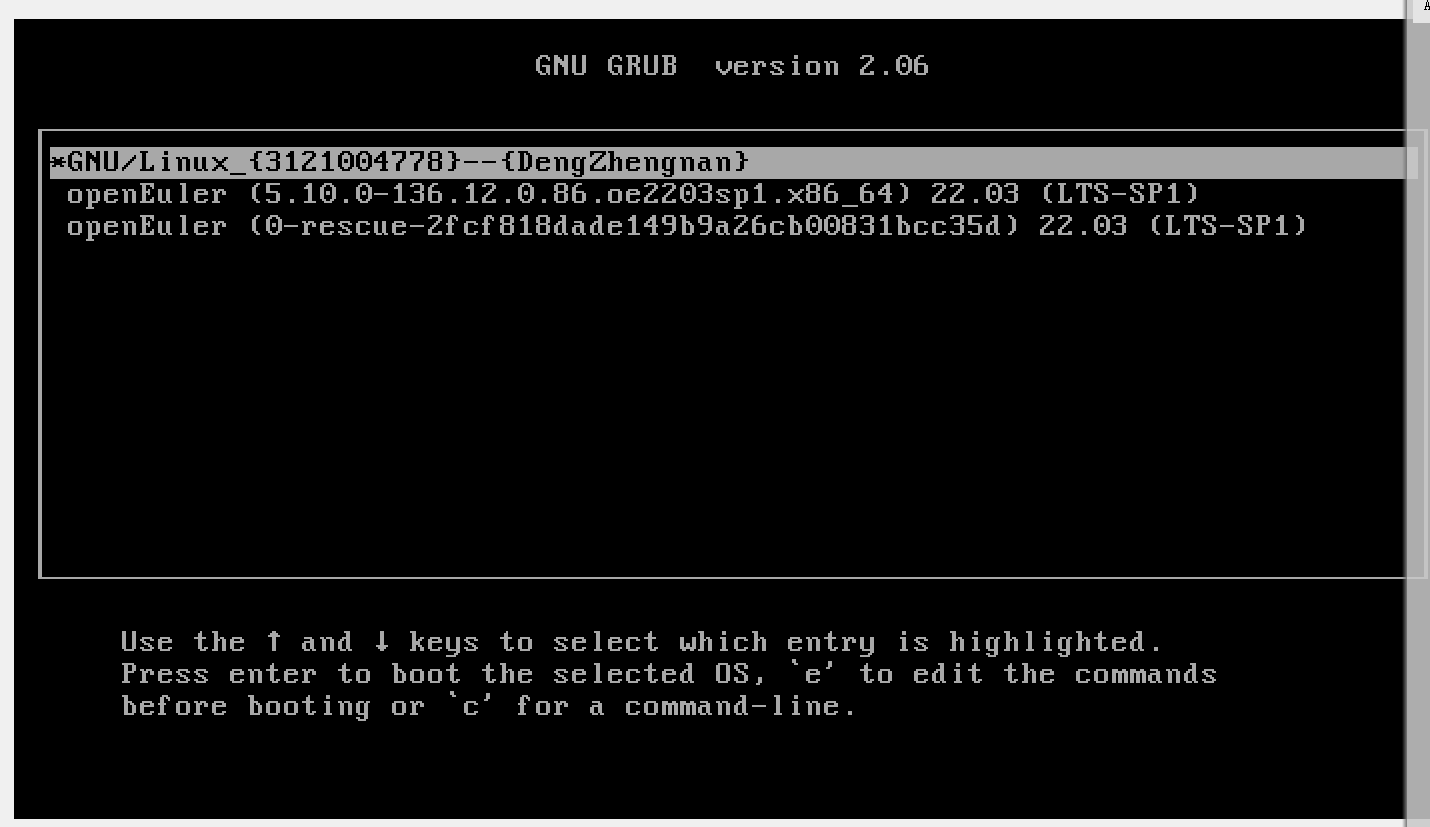 GNU GRUB version 2.06
*GNU/Linux_{3121004778}--{DengZhengnan}
openEuler (5.10.0-136.12.0.86.oe2203sp1.x86_64) 22.03 (LTS-SP1)
openEuler (0-rescue-2fcf818dade149b9a26cb00831bcc35d) 22.03 (LTS-SP1)
Use the ↑ and ↓ keys to select which entry is highlighted.
Press enter to boot the selected OS, `e' to edit the commands
before booting or `c' for a command-line.